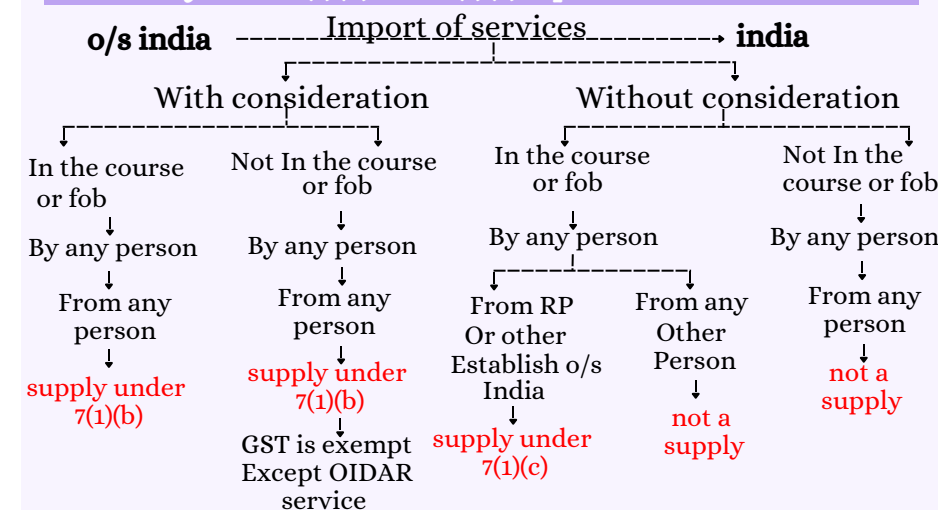 Import of services
o/s india
india
With consideration
Without consideration
In the course
or fob
By any person
From any
person
supply under
7(1)(b)
Not In the course
or fob
By any person
From any
person
supply under
7(1)(b)
GST is exempt
Except OIDAR
service
In the course
or fob
By any person
From RP
Or other
Establish o/s
India
supply under
7(1)(c)
From any
Other
Person
not a
supply
Not In the
course or fob
By any person
From any
person
not a
supply